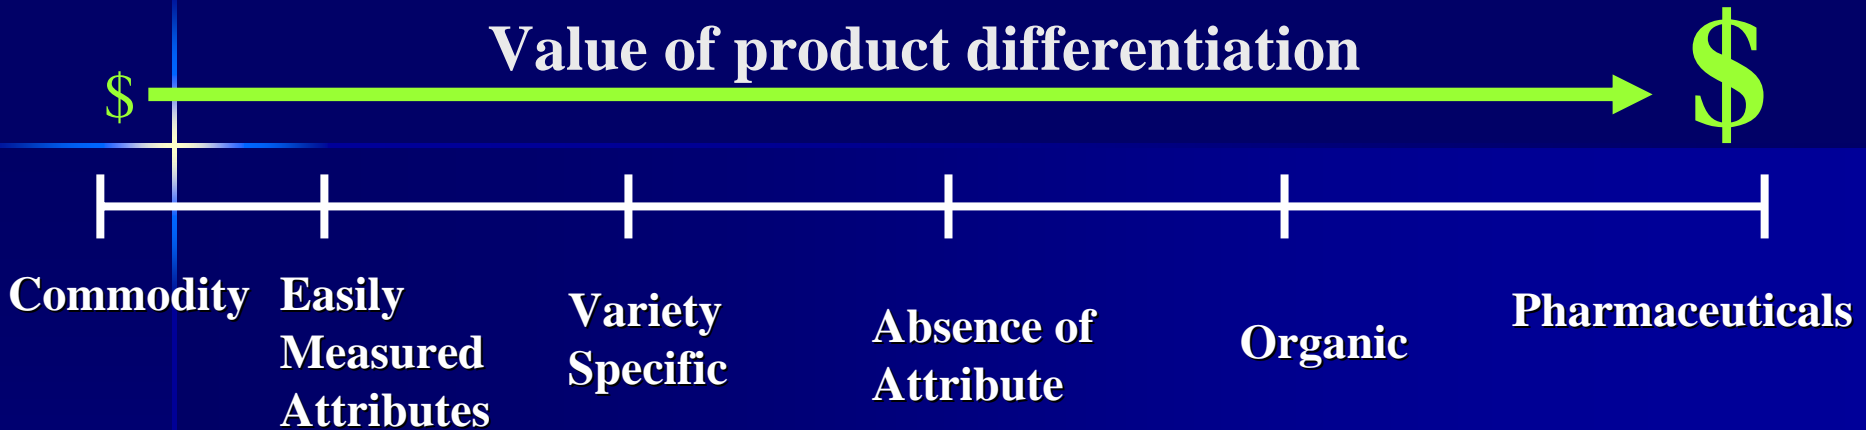 Value of product differentiation
$
$
Commodity
Easily
Measured
Attributes
Variety
Specific
Absence of
Attribute
Organic
Pharmaceuticals